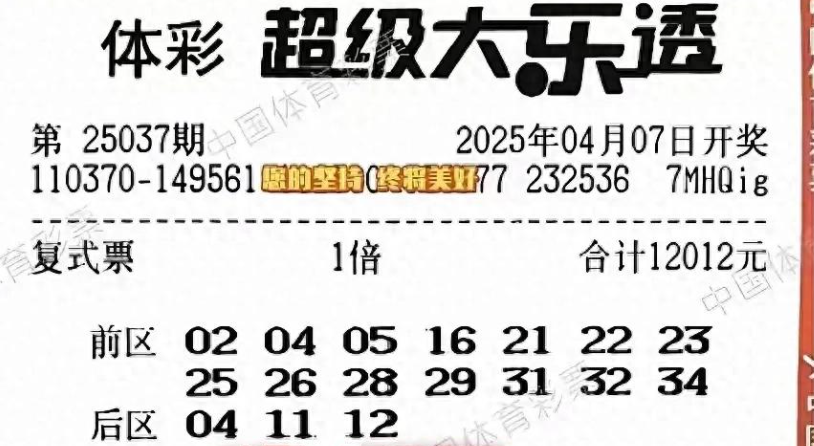 体彩 超级大乐透
第 25037期 2025年04月07日开奖
110370-149561 您的坚持 终将美好 77 232536 7MHQig
复式票 1倍 合计12012元
前区 02 04 05 16 21 22 23
25 26 28 29 31 32 34
后区 04 11 12
中国体育彩票
育彩票
中国体
国体育彩票